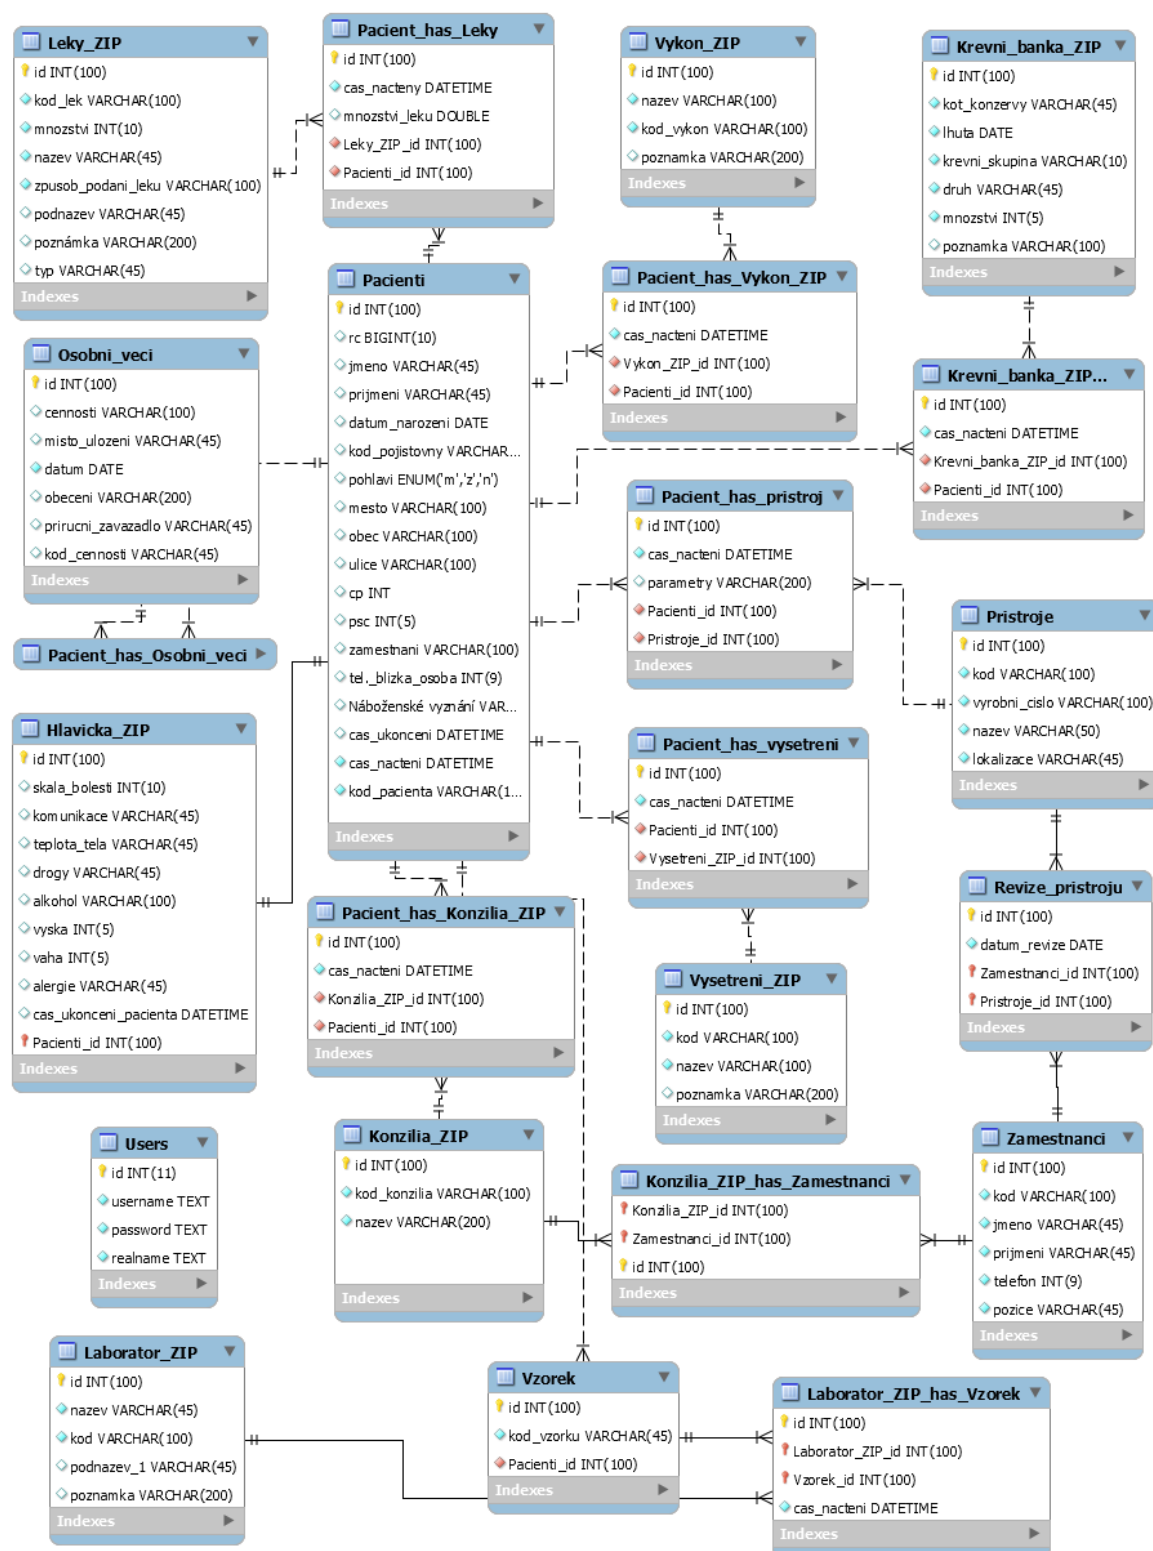 Leky_ZIP
id INT(100)
kod_lek VARCHAR(100)
mnozstvi INT(10)
nazev VARCHAR(45)
zpusob_podani_leku VARCHAR(100)
podnazev VARCHAR(45)
poznámka VARCHAR(200)
typ VARCHAR(45)
Indexes
Pacient_has_Leky
id INT(100)
cas_nacteny DATETIME
mnozstvi_leku DOUBLE
Leky_ZIP_id INT(100)
Pacienti_id INT(100)
Indexes
Vykon_ZIP
id INT(100)
nazev VARCHAR(100)
kod_vykon VARCHAR(100)
poznamka VARCHAR(200)
Indexes
Krevni_banka_ZIP
id INT(100)
kot_konzervy VARCHAR(45)
lhuta DATE
krevni_skupina VARCHAR(10)
druh VARCHAR(45)
mnozstvi INT(5)
poznamka VARCHAR(100)
Indexes
Osobni_veci
id INT(100)
cennosti VARCHAR(100)
misto_ulozeni VARCHAR(45)
datum DATE
obeceni VARCHAR(200)
prirucni_zavazadlo VARCHAR(45)
kod_cennosti VARCHAR(45)
Indexes
Pacient_has_Osobni_veci
Pacienti
id INT(100)
rc BIGINT(10)
jmeno VARCHAR(45)
prijmeni VARCHAR(45)
datum_narozeni DATE
kod_pojistovny VARCHAR...
pohlavi ENUM('m','z','n')
mesto VARCHAR(100)
obec VARCHAR(100)
ulice VARCHAR(100)
cp INT
psc INT(5)
zamestnani VARCHAR(100)
tel._blizka_osoba INT(9)
Náboženské vyznání VAR...
cas_ukonceni DATETIME
cas_nacteni DATETIME
kod_pacienta VARCHAR(1...
Indexes
Pacient_has_Vykon_ZIP
id INT(100)
cas_nacteni DATETIME
Vykon_ZIP_id INT(100)
Pacienti_id INT(100)
Indexes
Krevni_banka_ZIP...
id INT(100)
cas_nacteni DATETIME
Krevni_banka_ZIP_id INT(100)
Pacienti_id INT(100)
Indexes
Pacient_has_pristroj
id INT(100)
cas_nacteni DATETIME
parametry VARCHAR(200)
Pacienti_id INT(100)
Pristroje_id INT(100)
Indexes
Pristroje
id INT(100)
kod VARCHAR(100)
vyrobni_cislo VARCHAR(100)
nazev VARCHAR(50)
lokalizace VARCHAR(45)
Indexes
Hlavicka_ZIP
id INT(100)
skala_bolesti INT(10)
komunikace VARCHAR(45)
teplota_tela VARCHAR(45)
drogy VARCHAR(45)
alkohol VARCHAR(100)
vyska INT(5)
vaha INT(5)
alergie VARCHAR(45)
cas_ukonceni_pacienta DATETIME
Pacienti_id INT(100)
Indexes
Pacient_has_vysetreni
id INT(100)
cas_nacteni DATETIME
Pacienti_id INT(100)
Vysetreni_ZIP_id INT(100)
Indexes
Pacient_has_Konzilia_ZIP
id INT(100)
cas_nacteni DATETIME
Konzilia_ZIP_id INT(100)
Pacienti_id INT(100)
Indexes
Revize_pristroju
id INT(100)
datum_revize DATE
Zamestnanci_id INT(100)
Pristroje_id INT(100)
Indexes
Vysetreni_ZIP
id INT(100)
kod VARCHAR(100)
nazev VARCHAR(100)
poznamka VARCHAR(200)
Indexes
Users
id INT(11)
username TEXT
password TEXT
realname TEXT
Indexes
Konzilia_ZIP
id INT(100)
kod_konzilia VARCHAR(100)
nazev VARCHAR(200)
Indexes
Konzilia_ZIP_has_Zamestnanci
Konzilia_ZIP_id INT(100)
Zamestnanci_id INT(100)
id INT(100)
Indexes
Zamestnanci
id INT(100)
kod VARCHAR(100)
jmeno VARCHAR(45)
prijmeni VARCHAR(45)
telefon INT(9)
pozice VARCHAR(45)
Indexes
Laborator_ZIP
id INT(100)
nazev VARCHAR(45)
kod VARCHAR(100)
podnazev_1 VARCHAR(45)
poznamka VARCHAR(200)
Indexes
Vzorek
id INT(100)
kod_vzorku VARCHAR(45)
Pacienti_id INT(100)
Indexes
Laborator_ZIP_has_Vzorek
id INT(100)
Laborator_ZIP_id INT(100)
Vzorek_id INT(100)
cas_nacteni DATETIME
Indexes